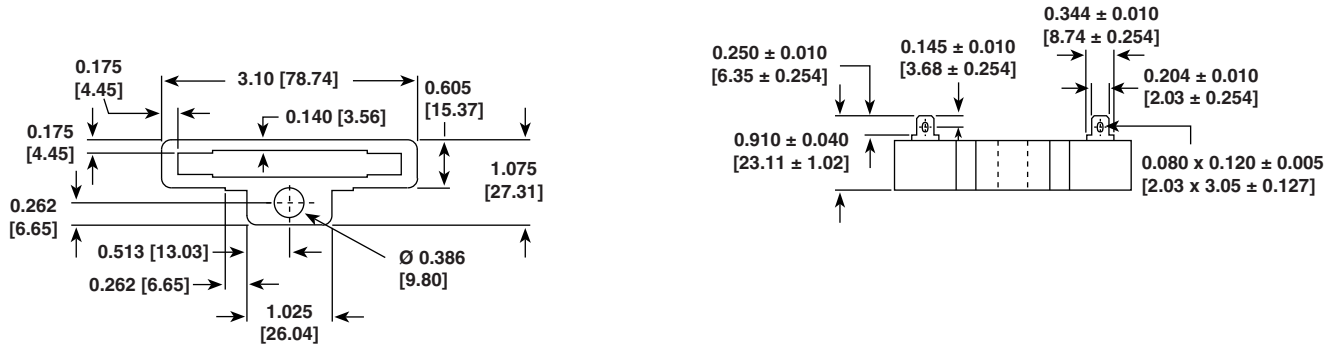 0.175
[4.45]
3.10 [78.74]
0.605
[15.37]
0.140 [3.56]
0.175
[4.45]
1.075
[27.31]
0.262
[6.65]
0.513 [13.03]
Ø 0.386
[9.80]
0.262 [6.65]
1.025
[26.04]
0.344 ± 0.010
[8.74 ± 0.254]
0.250 ± 0.010
[6.35 ± 0.254]
0.145 ± 0.010
[3.68 ± 0.254]
0.204 ± 0.010
[2.03 ± 0.254]
0.910 ± 0.040
[23.11 ± 1.02]
0.080 x 0.120 ± 0.005
[2.03 x 3.05 ± 0.127]